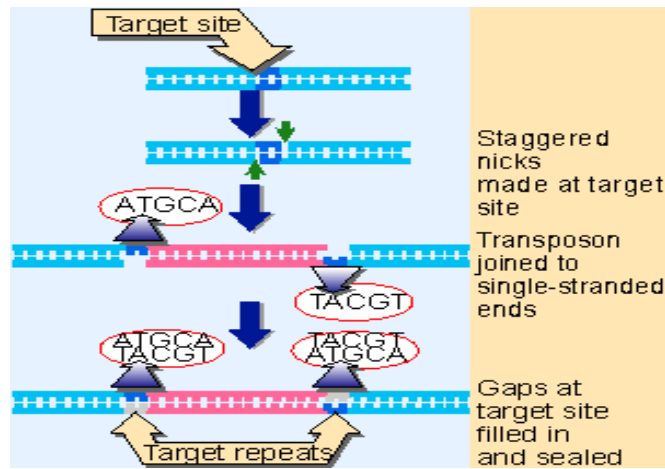 Target site
Staggered
nicks
made at target
site
ATGCA
Transposon
joined to
single-stranded
ends
TACGT
ATGCA
TACGT
TACGT
ATGCA
Gaps at
target site
filled in
and sealed
Target repeats